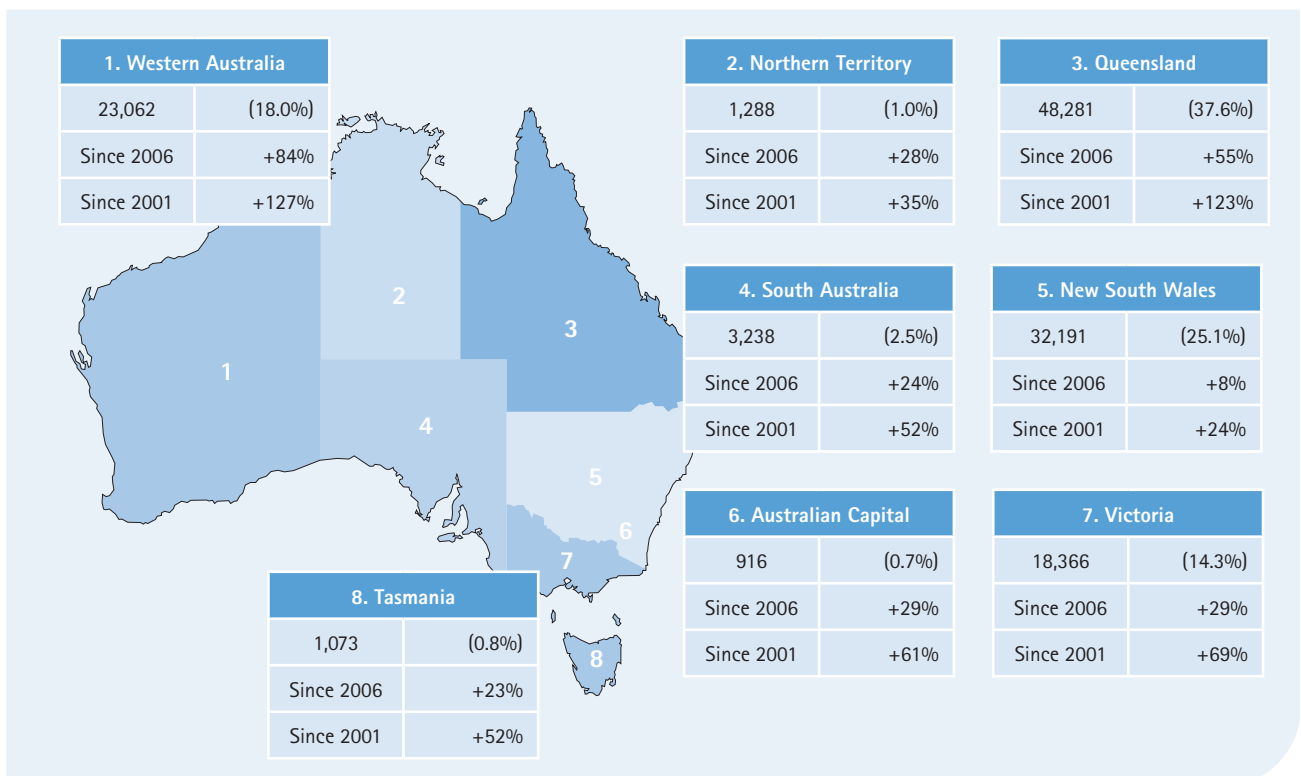 1. Western Australia
23,062 (18.0%)
Since 2006 +84%
Since 2001 +127%
2. Northern Territory
1,288 (1.0%)
Since 2006 +28%
Since 2001 +35%
3. Queensland
48,281 (37.6%)
Since 2006 +55%
Since 2001 +123%
4. South Australia
3,238 (2.5%)
Since 2006 +24%
Since 2001 +52%
5. New South Wales
32,191 (25.1%)
Since 2006 +8%
Since 2001 +24%
6. Australian Capital
916 (0.7%)
Since 2006 +29%
Since 2001 +61%
7. Victoria
18,366 (14.3%)
Since 2006 +29%
Since 2001 +69%
8. Tasmania
1,073 (0.8%)
Since 2006 +23%
Since 2001 +52%
2
3
1
4
5
6
7
8